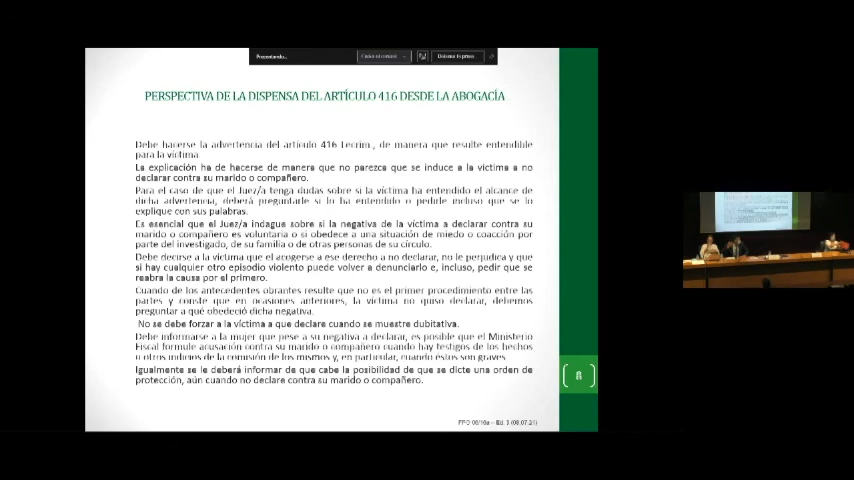 Presentando...
PERSPECTIVA DE LA DISPENSA DEL ARTÍCULO 416 DESDE LA ABOGACÍA
Debe hacerse la advertencia del artículo 416 Lecrim., de manera que resulte entendible
para la víctima.
La explicación ha de hacerse de manera que no parezca que se induce a la víctima a no
declarar contra su marido o compañero.
Para el caso de que el Juez/a tenga dudas sobre si la víctima ha entendido el alcance de
dicha advertencia, deberá preguntarle si lo ha entendido o pedirle incluso que se lo
explique con sus palabras.
Es esencial que el Juez/a indague sobre si la negativa de la víctima a declarar contra su
marido o compañero es voluntaria o si obedece a una situación de miedo o coacción por
parte del investigado, de su familia o de otras personas de su círculo.
Debe decirse a la víctima que el acogerse a ese derecho a no declarar, no le perjudica y que
si hay cualquier otro episodio violento puede volver a denunciarlo e, incluso, pedir que se
reabra la causa por el primero.
Cuando de los antecedentes obrantes resulte que no es el primer procedimiento entre las
partes y conste que en ocasiones anteriores, la víctima no quiso declarar, debemos
preguntar a qué obedeció dicha negativa.
No se debe forzar a la víctima a que declare cuando se muestre dubitativa.
Debe informarse a la mujer que pese a su negativa a declarar, es posible que el Ministerio
Fiscal formule acusación contra su marido o compañero cuando hay testigos de los hechos
u otros indicios de la comisión de los mismos y, en particular, cuando éstos son graves
Igualmente se le deberá informar de que cabe la posibilidad de que se dicte una orden de
protección, aún cuando no declare contra su marido o compañero.
8
(08.07.21)